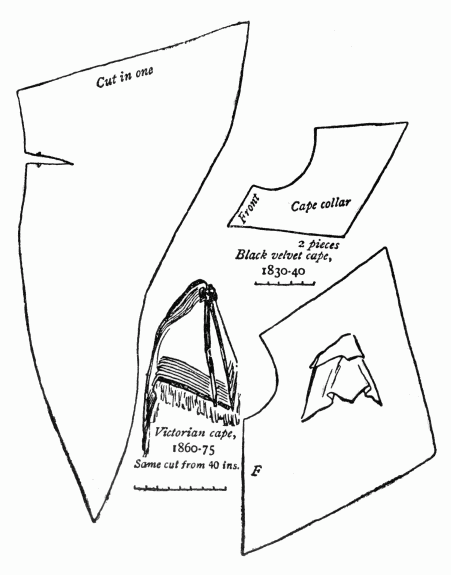 Cut in one
Front
Cape collar
2 pieces
Black velvet cape,
1830-40
Victorian cape,
1860-75
Same cut from 40 ins.
F